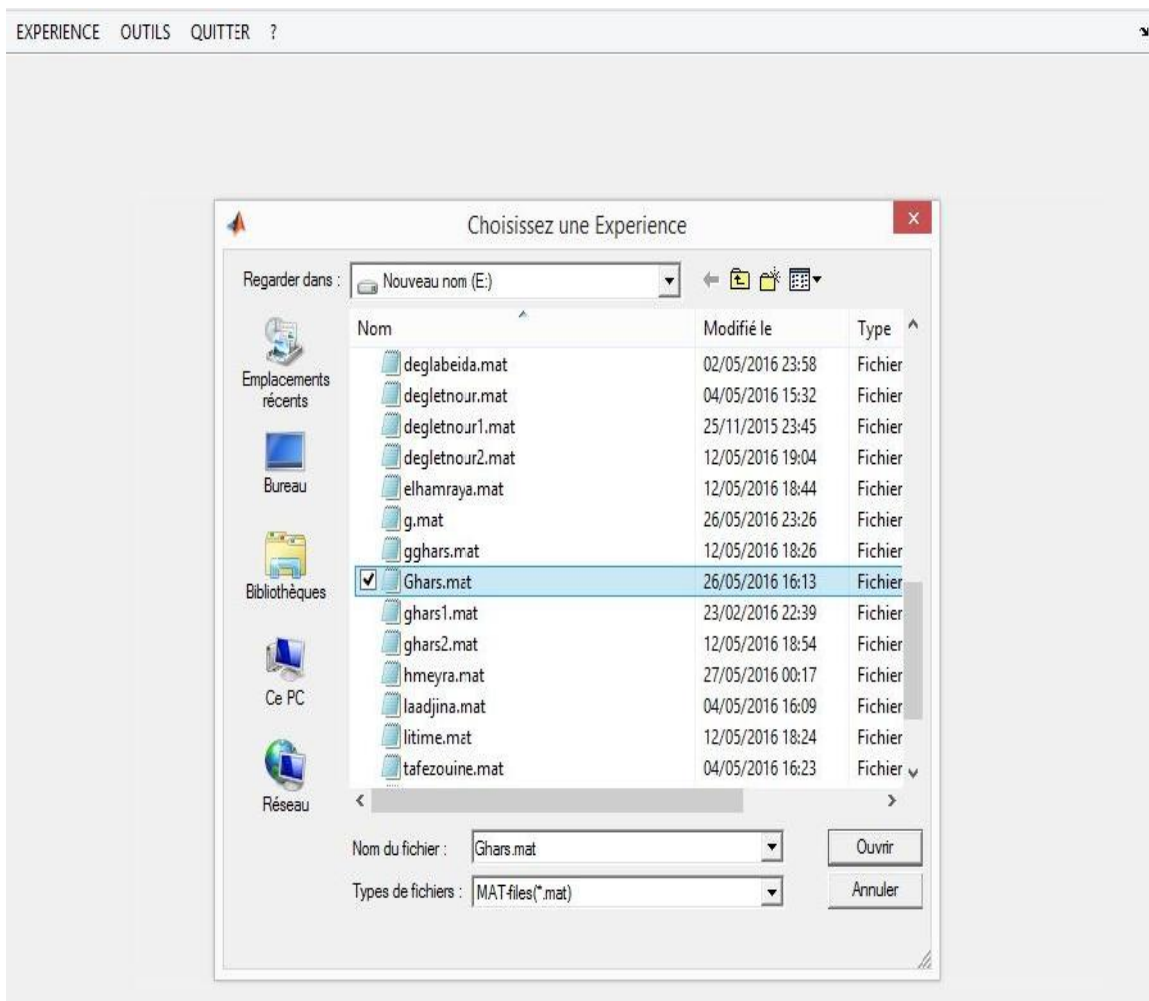 EXPERIENCE OUTILS QUITTER ?
Choisissez une Experience
Regarder dans : Nouveau nom (E:)
Nom Modifié le Type
deglabeida.mat 02/05/2016 23:58 Fichier
degletnour.mat 04/05/2016 15:32 Fichier
degletnour1.mat 25/11/2015 23:45 Fichier
degletnour2.mat 12/05/2016 19:04 Fichier
elhamraya.mat 12/05/2016 18:44 Fichier
g.mat 26/05/2016 23:26 Fichier
gghars.mat 12/05/2016 18:26 Fichier
Ghars.mat 26/05/2016 16:13 Fichier
ghars1.mat 23/02/2016 22:39 Fichier
ghars2.mat 12/05/2016 18:54 Fichier
hmeyra.mat 27/05/2016 00:17 Fichier
laadjina.mat 04/05/2016 16:09 Fichier
litime.mat 12/05/2016 18:24 Fichier
tafezouine.mat 04/05/2016 16:23 Fichier
Emplacements
récents
Bureau
Bibliothèques
Ce PC
Réseau
Nom du fichier : Ghars.mat Ouvrir
Types de fichiers : MAT-files(*.mat) Annuler